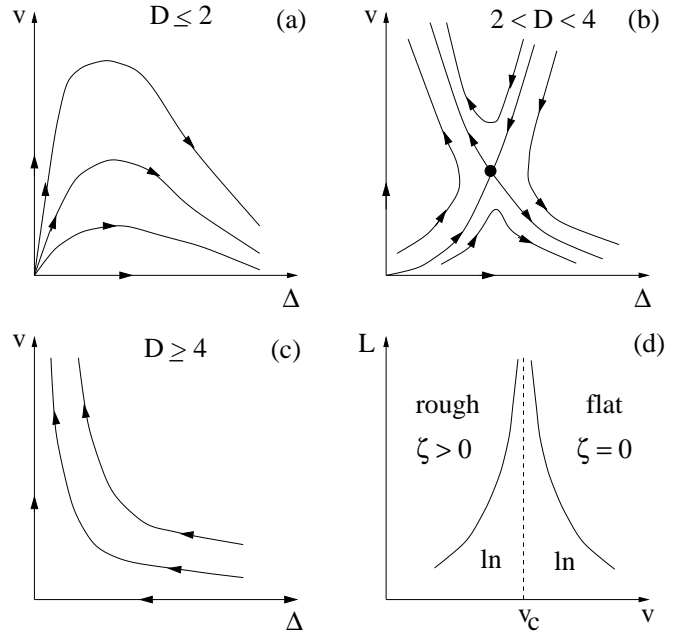 v
D ≤ 2
(a)
Δ
v
2 < D < 4
(b)
Δ
v
D ≥ 4
(c)
Δ
L
(d)
rough
flat
ζ > 0
ζ = 0
ln
ln
v_c
v